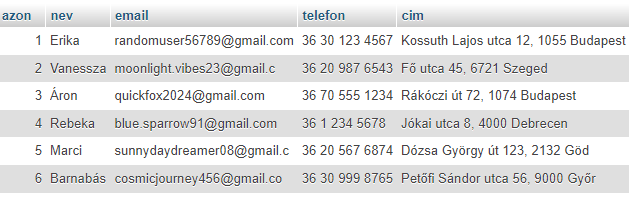 azon nev email telefon cim
1 Erika randomuser56789@gmail.com 36 30 123 4567 Kossuth Lajos utca 12, 1055 Budapest
2 Vanessza moonlight.vibes23@gmail.c 36 20 987 6543 Fő utca 45, 6721 Szeged
3 Áron quickfox2024@gmail.com 36 70 555 1234 Rákóczi út 72, 1074 Budapest
4 Rebeka blue.sparrow91@gmail.com 36 1 234 5678 Jókai utca 8, 4000 Debrecen
5 Marci sunnydaydreamer08@gmail.c 36 20 567 6874 Dózsa György út 123, 2132 Göd
6 Barnabás cosmicjourney456@gmail.co 36 30 999 8765 Petőfi Sándor utca 56, 9000 Győr